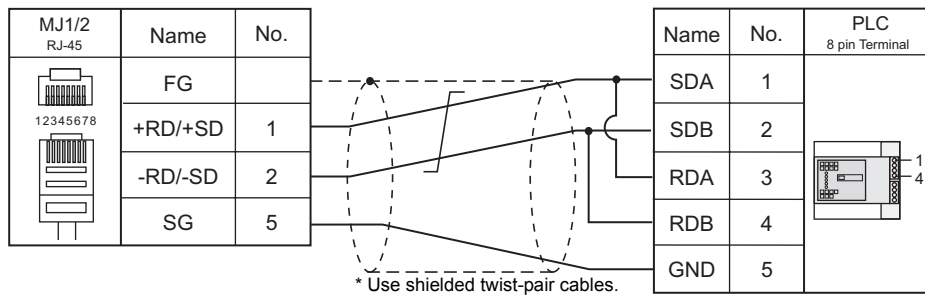 MJ1/2
RJ-45
Name
No.
FG
12345678
+RD/+SD
1
-RD/-SD
2
SG
5
Name
No.
PLC
8 pin Terminal
SDA
1
SDB
2
RDA
3
RDB
4
GND
5
1
4
* Use shielded twist-pair cables.